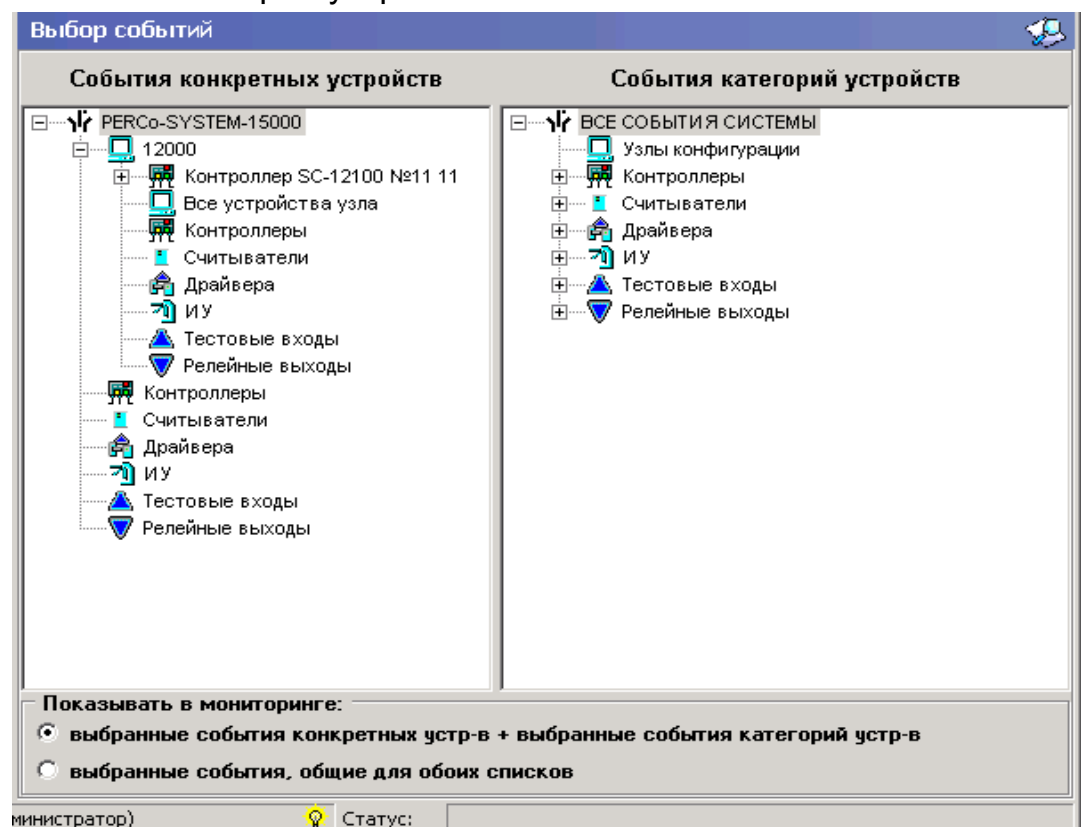 Выбор событий
События конкретных устройств
События категорий устройств
PERCo-SYSTEM-15000
12000
Контроллер SC-12100 №11 11
Все устройства узла
Контроллеры
Считыватели
Драйвера
ИУ
Тестовые входы
Релейные выходы
Контроллеры
Считыватели
Драйвера
ИУ
Тестовые входы
Релейные выходы
ВСЕ СОБЫТИЯ СИСТЕМЫ
Узлы конфигурации
Контроллеры
Считыватели
Драйвера
ИУ
Тестовые входы
Релейные выходы
Показывать в мониторинге:
выбранные события конкретных устр-в + выбранные события категорий устр-в
выбранные события, общие для обоих списков
министратор)
Статус: